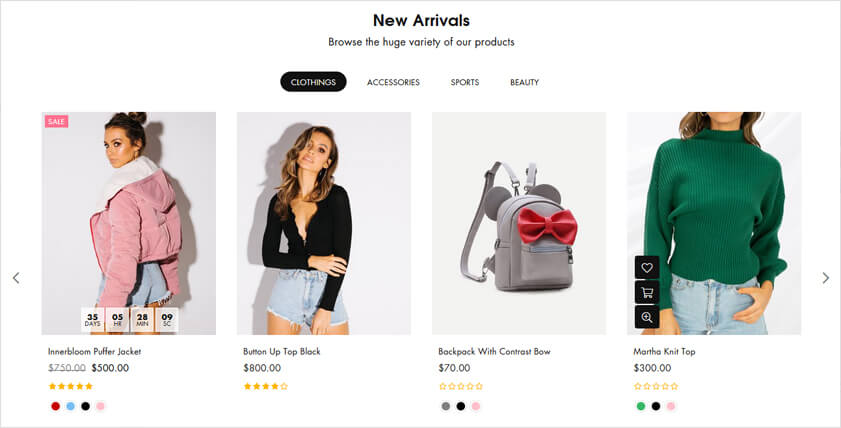 New Arrivals
Browse the huge variety of our products
CLOTHINGS ACCESSORIES SPORTS BEAUTY
SALE
35 05 28 09
DAYS HR MIN SC
Innerbloom Puffer Jacket
$750.00 $500.00
Button Up Top Black
$800.00
Backpack With Contrast Bow
$70.00
Martha Knit Top
$300.00